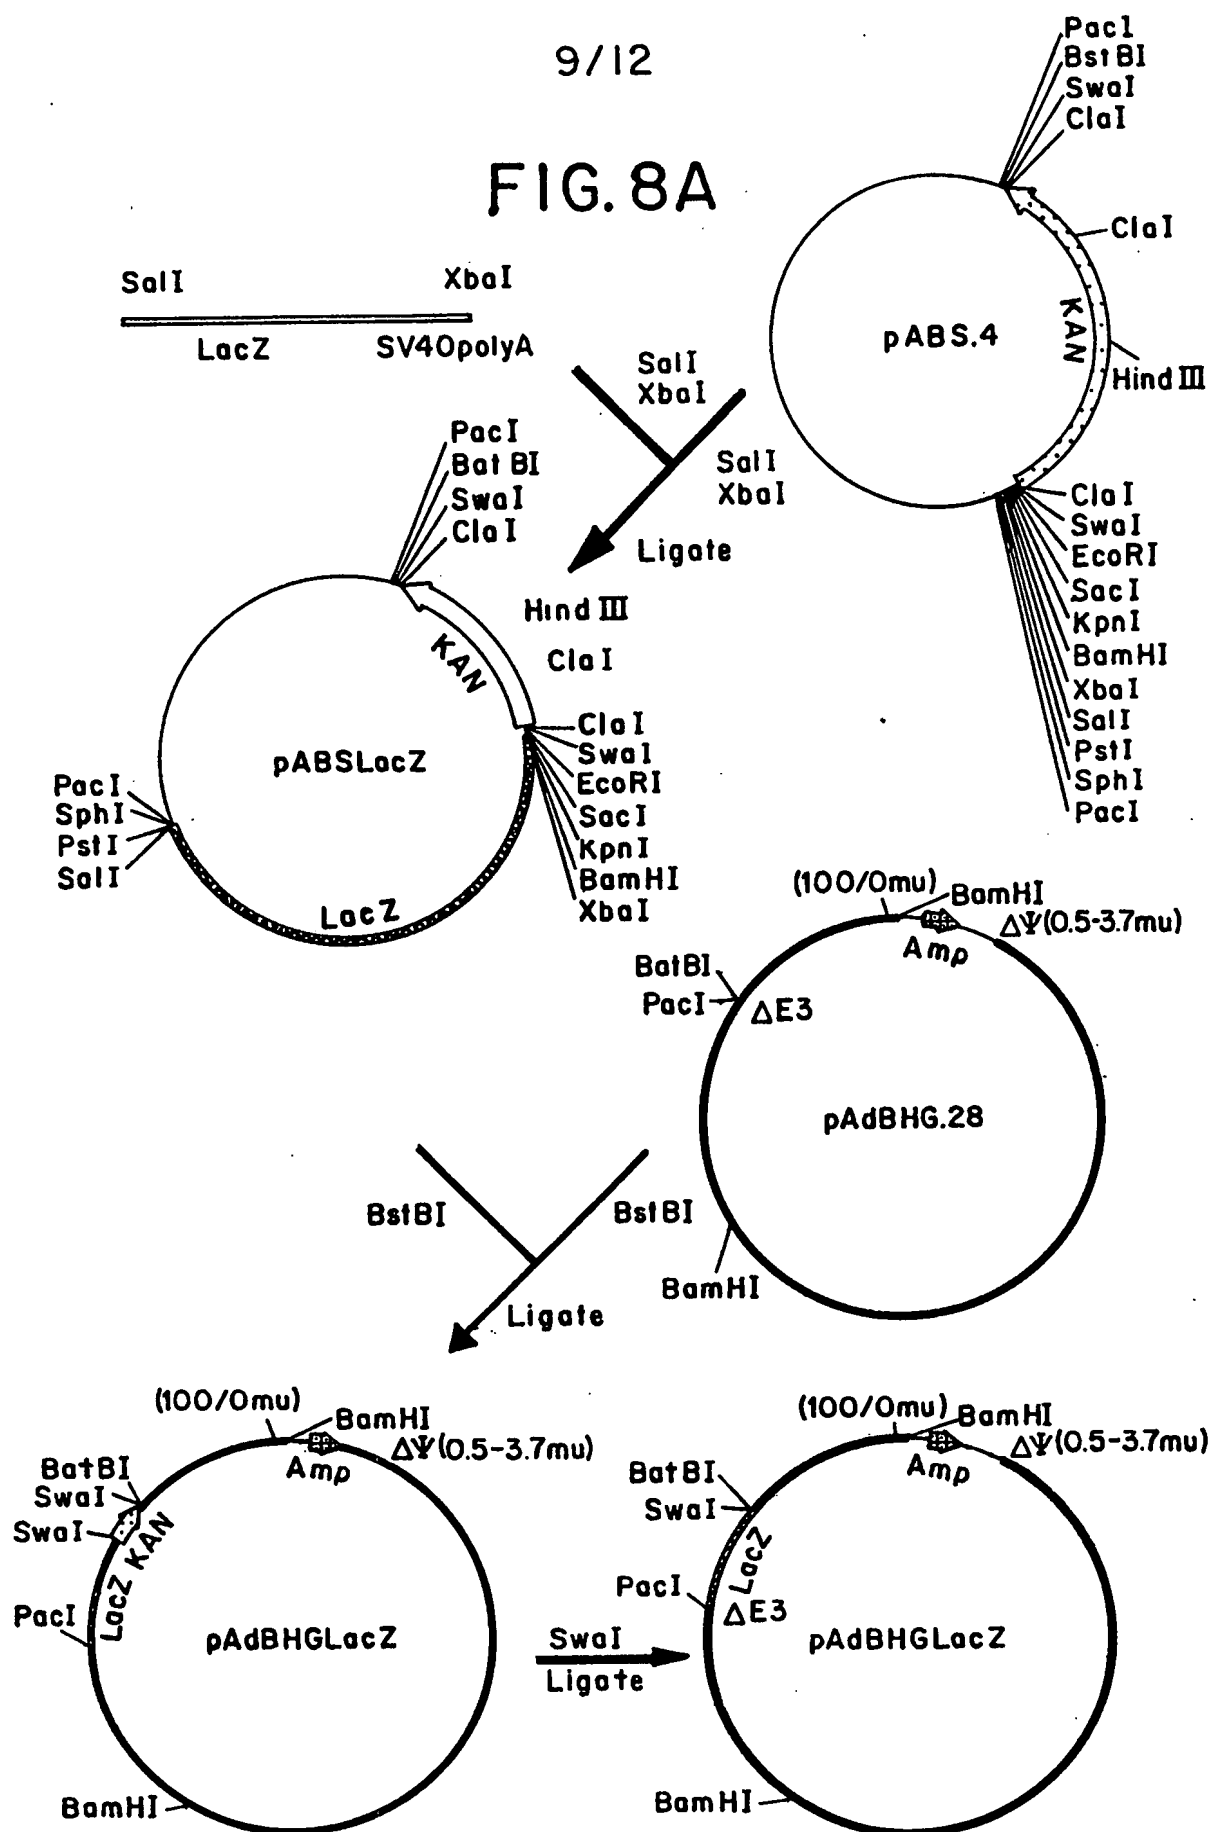 9/12
FIG. 8A
PacI
BstBI
SwaI
ClaI
ClaI
KAN
pABS.4
HindIII
ClaI
SwaI
EcoRI
SacI
KpnI
BamHI
XbaI
SalI
PstI
SphI
PacI
SalI
XbaI
LacZ
SV40polyA
SalI
XbaI
SalI
XbaI
Ligate
PacI
BatBI
SwaI
ClaI
HindIII
KAN
ClaI
pABSLacZ
ClaI
SwaI
EcoRI
SacI
KpnI
BamHI
XbaI
PacI
SphI
PstI
SalI
LacZ
(100/0mu)
BamHI
Amp
ΔΨ(0.5-3.7mu)
BatBI
PacI
ΔE3
pAdBHG.28
BamHI
BstBI
BstBI
Ligate
(100/0mu)
BamHI
Amp
ΔΨ(0.5-3.7mu)
BatBI
SwaI
SwaI
KAN
LacZ
PacI
pAdBHGLacZ
BamHI
SwaI
Ligate
(100/0mu)
BamHI
Amp
ΔΨ(0.5-3.7mu)
BatBI
SwaI
LacZ
PacI
ΔE3
pAdBHGLacZ
BamHI